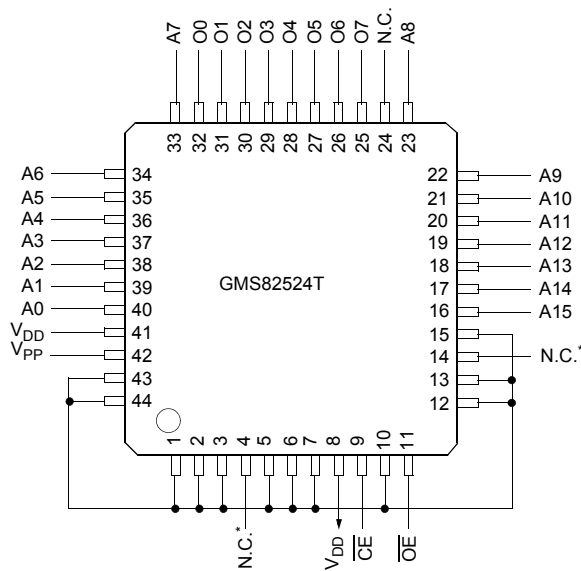 A7 O0 O1 O2 O3 O4 O5 O6 O7 N.C. A8
33 32 31 30 29 28 27 26 25 24 23
A6 34
A5 35
A4 36
A3 37
A2 38
A1 39
A0 40
VDD 41
VPP 42
43
44
GMS82524T
22 A9
21 A10
20 A11
19 A12
18 A13
17 A14
16 A15
15
14 N.C.*
13
12
1 2 3 4 5 6 7 8 9 10 11
N.C.* VDD CE OE